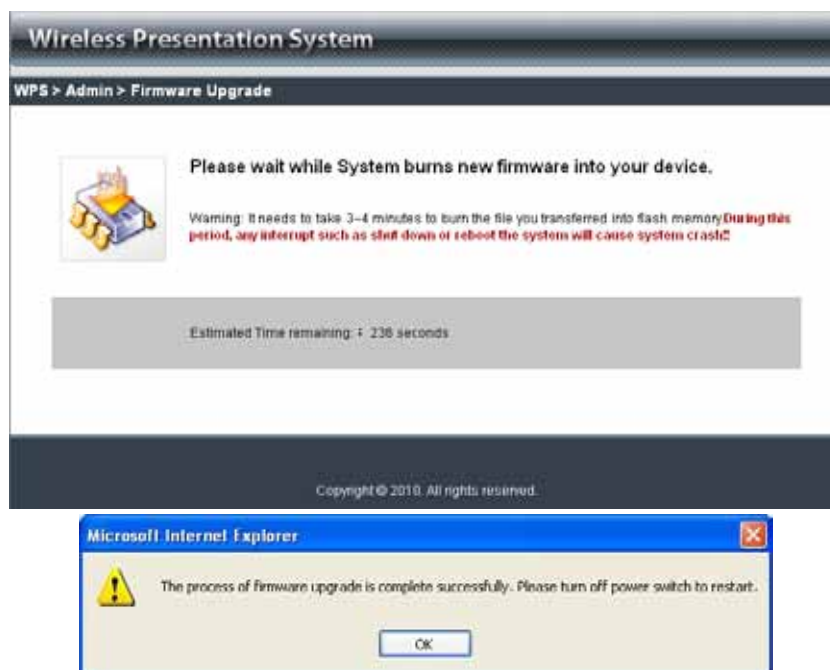 Wireless Presentation System
WPS > Admin > Firmware Upgrade
Please wait while System burns new firmware into your device.
Warning: It needs to take 3~4 minutes to burn the file you transferred into flash memory.During this
period, any interrupt such as shut down or reboot the system will cause system crash!!
Estimated Time remaining: : 236 seconds
Copyright © 2010. All rights reserved.
Microsoft Internet Explorer
The process of firmware upgrade is complete successfully. Please turn off power switch to restart.
OK